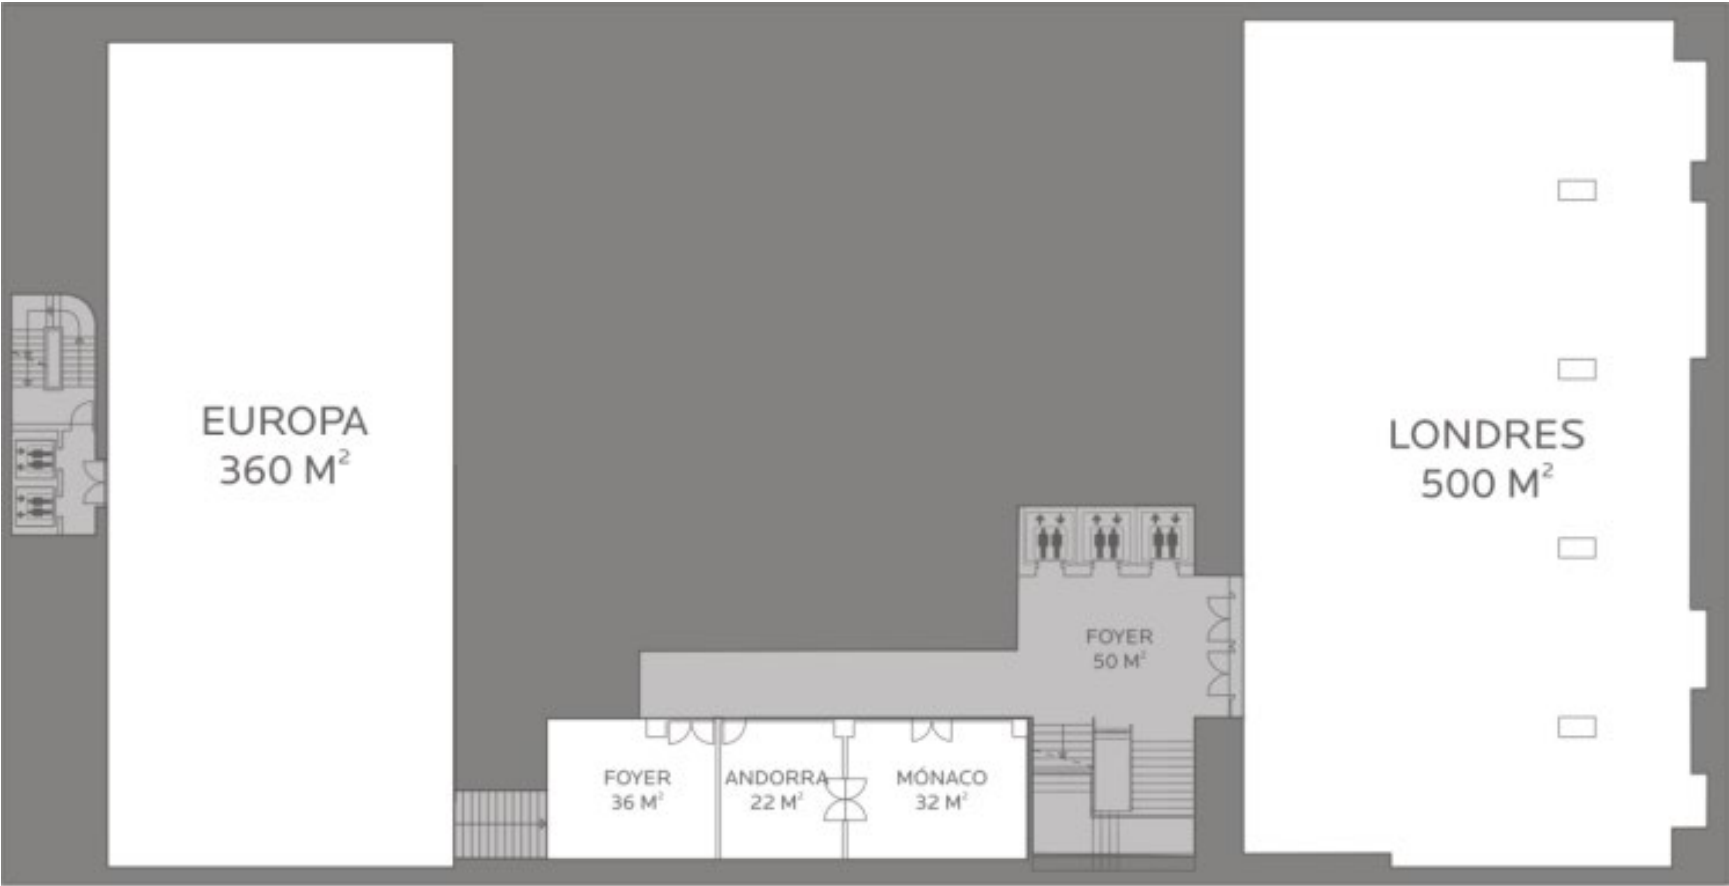 EUROPA
360 M²
LONDRES
500 M²
FOYER
50 M²
FOYER
36 M²
ANDORRA
22 M²
MÓNACO
32 M²